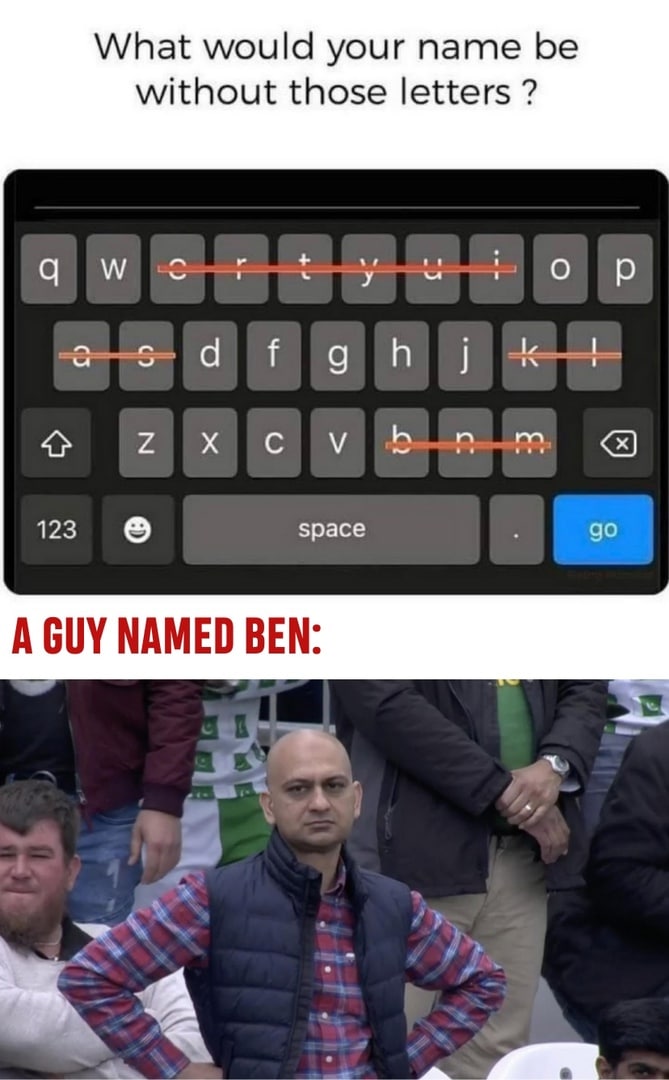 What would your name be
without those letters ?
q w e r t y u i o p
a s d f g h j k l
z x c v b n m
123 space . go
A GUY NAMED BEN: